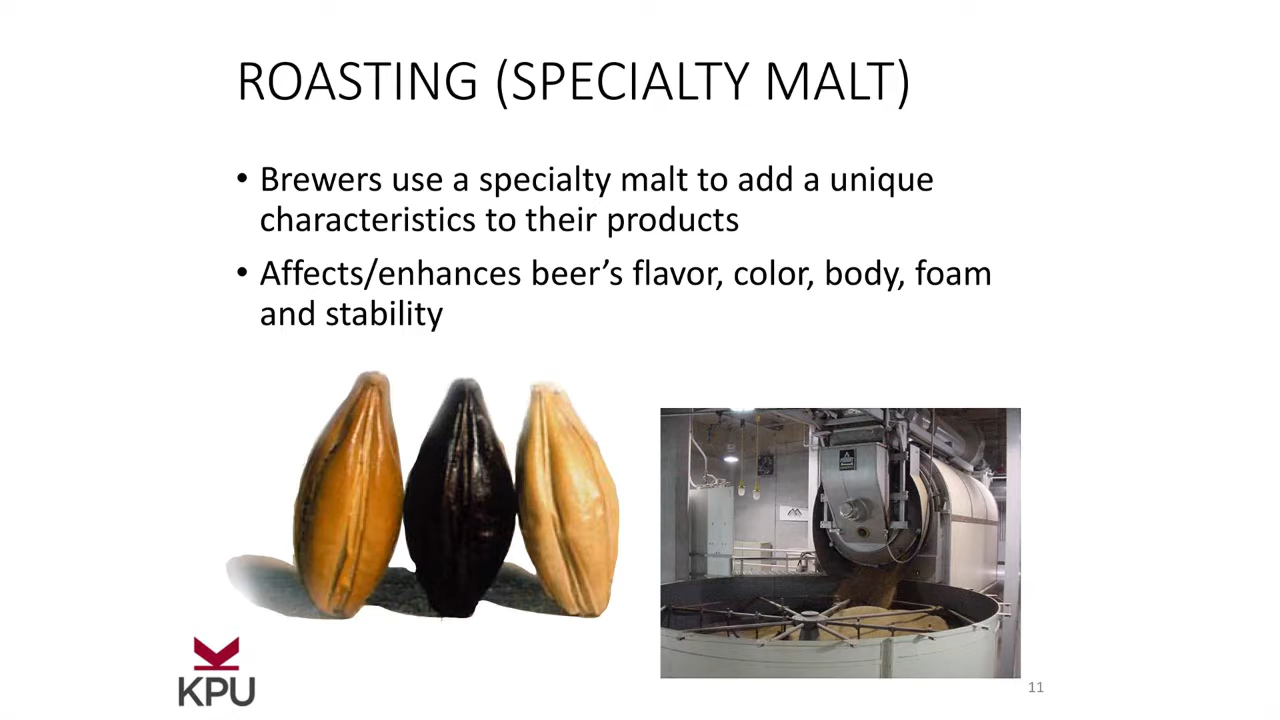 ROASTING (SPECIALTY MALT)
• Brewers use a specialty malt to add a unique
characteristics to their products
• Affects/enhances beer’s flavor, color, body, foam
and stability
KPU
11